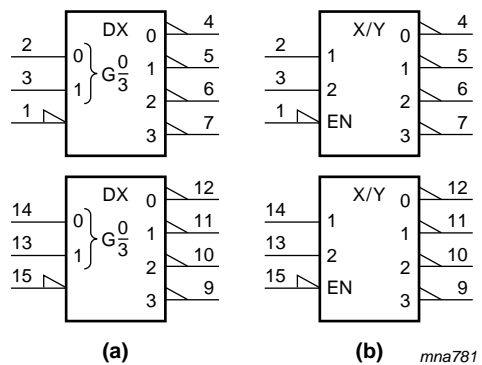 DX 0 4 X/Y 0 4
2 0 1 5 2 1 1 5
3 1 G 0/3 2 6 3 2 2 6
1 3 7 1 EN 3 7
DX 0 12 X/Y 0 12
14 0 1 11 14 1 1 11
13 1 G 0/3 2 10 13 2 2 10
15 3 9 15 EN 3 9
(a) (b) mna781